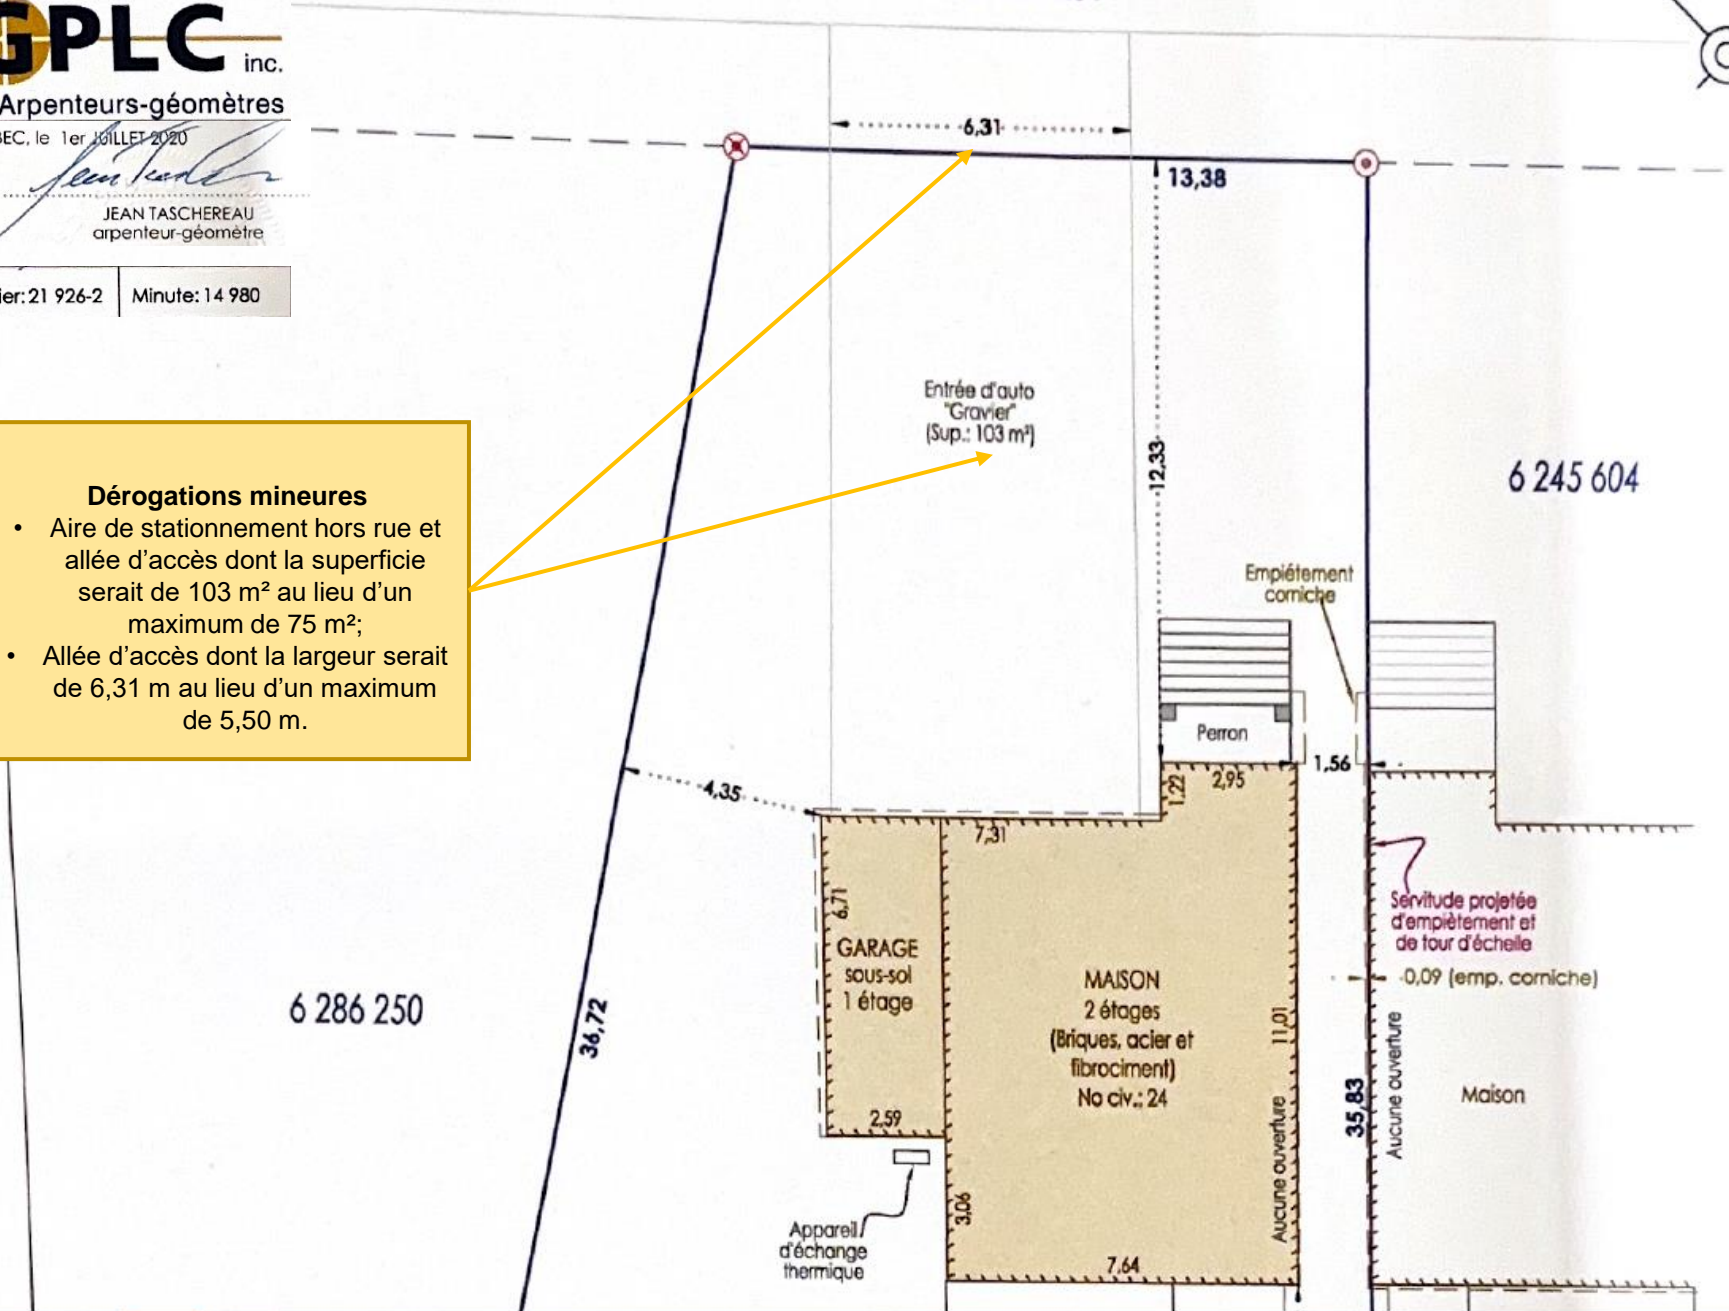 GPLC
inc.
Arpenteurs-géomètres
BEC, le 1er JUILLET 2020
JEAN TASCHEREAU
arpenteur-géomètre
ier: 21 926-2
Minute: 14 980
6,31
13,38
Entrée d'auto
"Gravier"
(Sup.: 103 m²)
12,33
6 245 604
Dérogations mineures
• Aire de stationnement hors rue et
allée d'accès dont la superficie
serait de 103 m² au lieu d'un
maximum de 75 m²;
• Allée d'accès dont la largeur serait
de 6,31 m au lieu d'un maximum
de 5,50 m.
Empiétement
corniche
Perron
1,56
4,35
1,22
2,95
7,31
6,71
GARAGE
sous-sol
1 étage
MAISON
2 étages
(Briques, acier et
fibrociment)
No civ.: 24
11,01
Servitude projetée
d'empiètement et
de tour d'échelle
0,09 (emp. corniche)
6 286 250
36,72
2,59
Aucune ouverture
35,83
Aucune ouverture
Maison
Appareil
d'échange
thermique
3,06
7,64